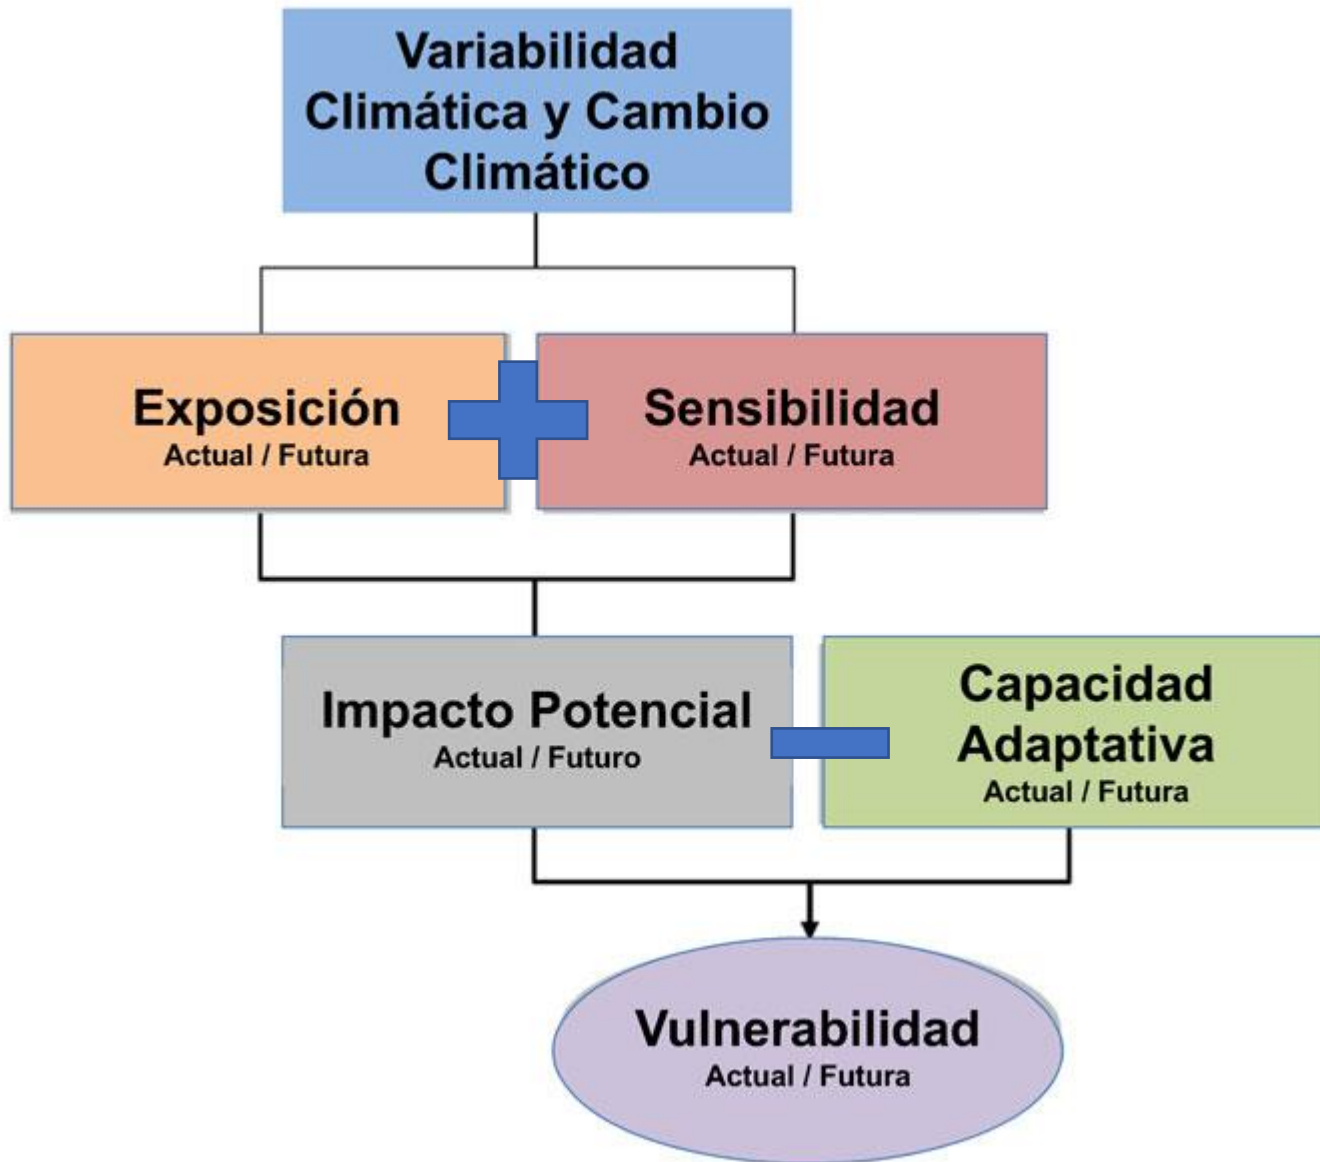 Variabilidad
Climática y Cambio
Climático
Exposición
Actual / Futura
Sensibilidad
Actual / Futura
Impacto Potencial
Actual / Futuro
Capacidad
Adaptativa
Actual / Futura
Vulnerabilidad
Actual / Futura